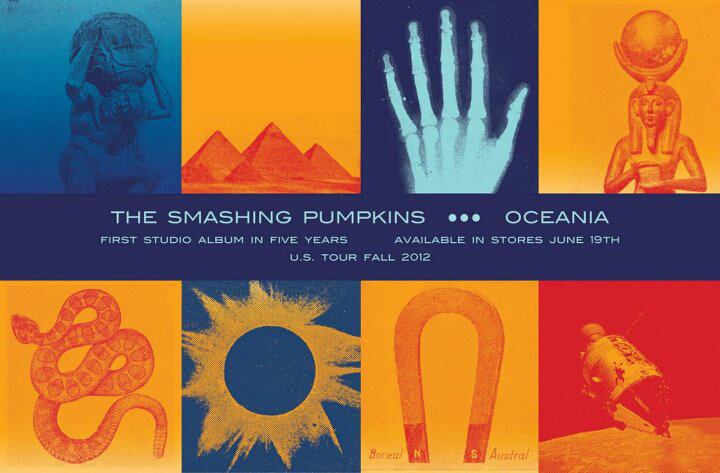 THE SMASHING PUMPKINS ●●● OCEANIA
FIRST STUDIO ALBUM IN FIVE YEARS AVAILABLE IN STORES JUNE 19TH
U.S. TOUR FALL 2012
Boreal N S Austral